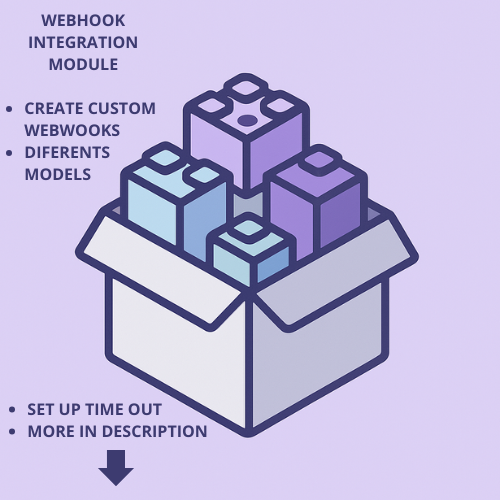 WEBHOOK
INTEGRATION
MODULE
• CREATE CUSTOM
WEBWOOKS
• DIFERENTS
MODELS
• SET UP TIME OUT
• MORE IN DESCRIPTION